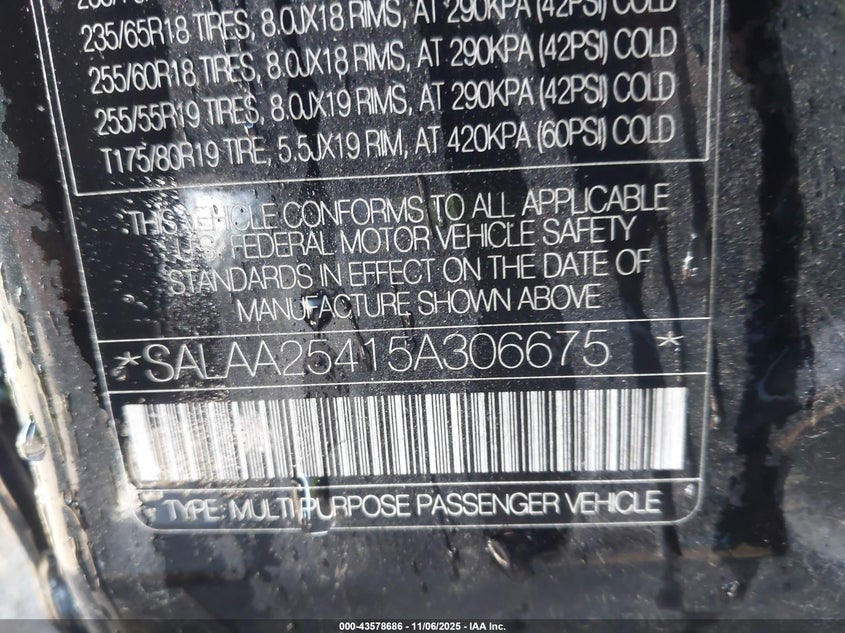 235/65R18 TIRES, 8.0JX18 RIMS, AT 290KPA (42PSI) COLD
255/60R18 TIRES, 8.0JX18 RIMS, AT 290KPA (42PSI) COLD
255/55R19 TIRES, 8.0JX19 RIMS, AT 290KPA (42PSI) COLD
T175/80R19 TIRE, 5.5JX19 RIM, AT 420KPA (60PSI) COLD
THIS VEHICLE CONFORMS TO ALL APPLICABLE
FEDERAL MOTOR VEHICLE SAFETY
STANDARDS IN EFFECT ON THE DATE OF
MANUFACTURE SHOWN ABOVE
*SALAA25415A306675 *
TYPE: MULTI PURPOSE PASSENGER VEHICLE
000-43578686 - 11/06/2025 - IAA Inc.